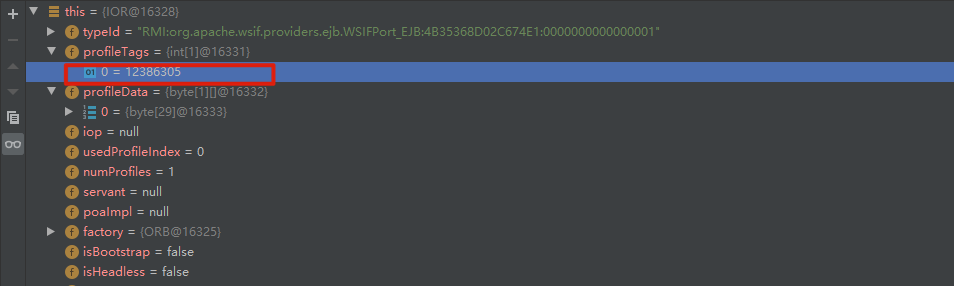 this = {IOR@16328}
typeId = "RMI:org.apache.wsif.providers.ejb.WSIFPort_EJB:4B35368D02C674E1:0000000000000001"
profileTags = {int[1]@16331}
01 0 = 12386305
profileData = {byte[1][]@16332}
0 = {byte[29]@16333}
f iop = null
f usedProfileIndex = 0
f numProfiles = 1
f servant = null
f poaImpl = null
f factory = {ORB@16325}
f isBootstrap = false
f isHeadless = false